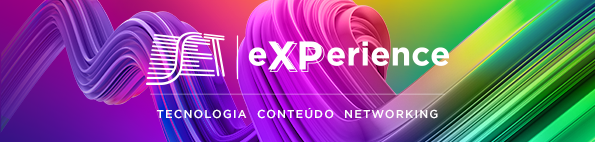 SET | eXPerience
TECNOLOGIA CONTEÚDO NETWORKING